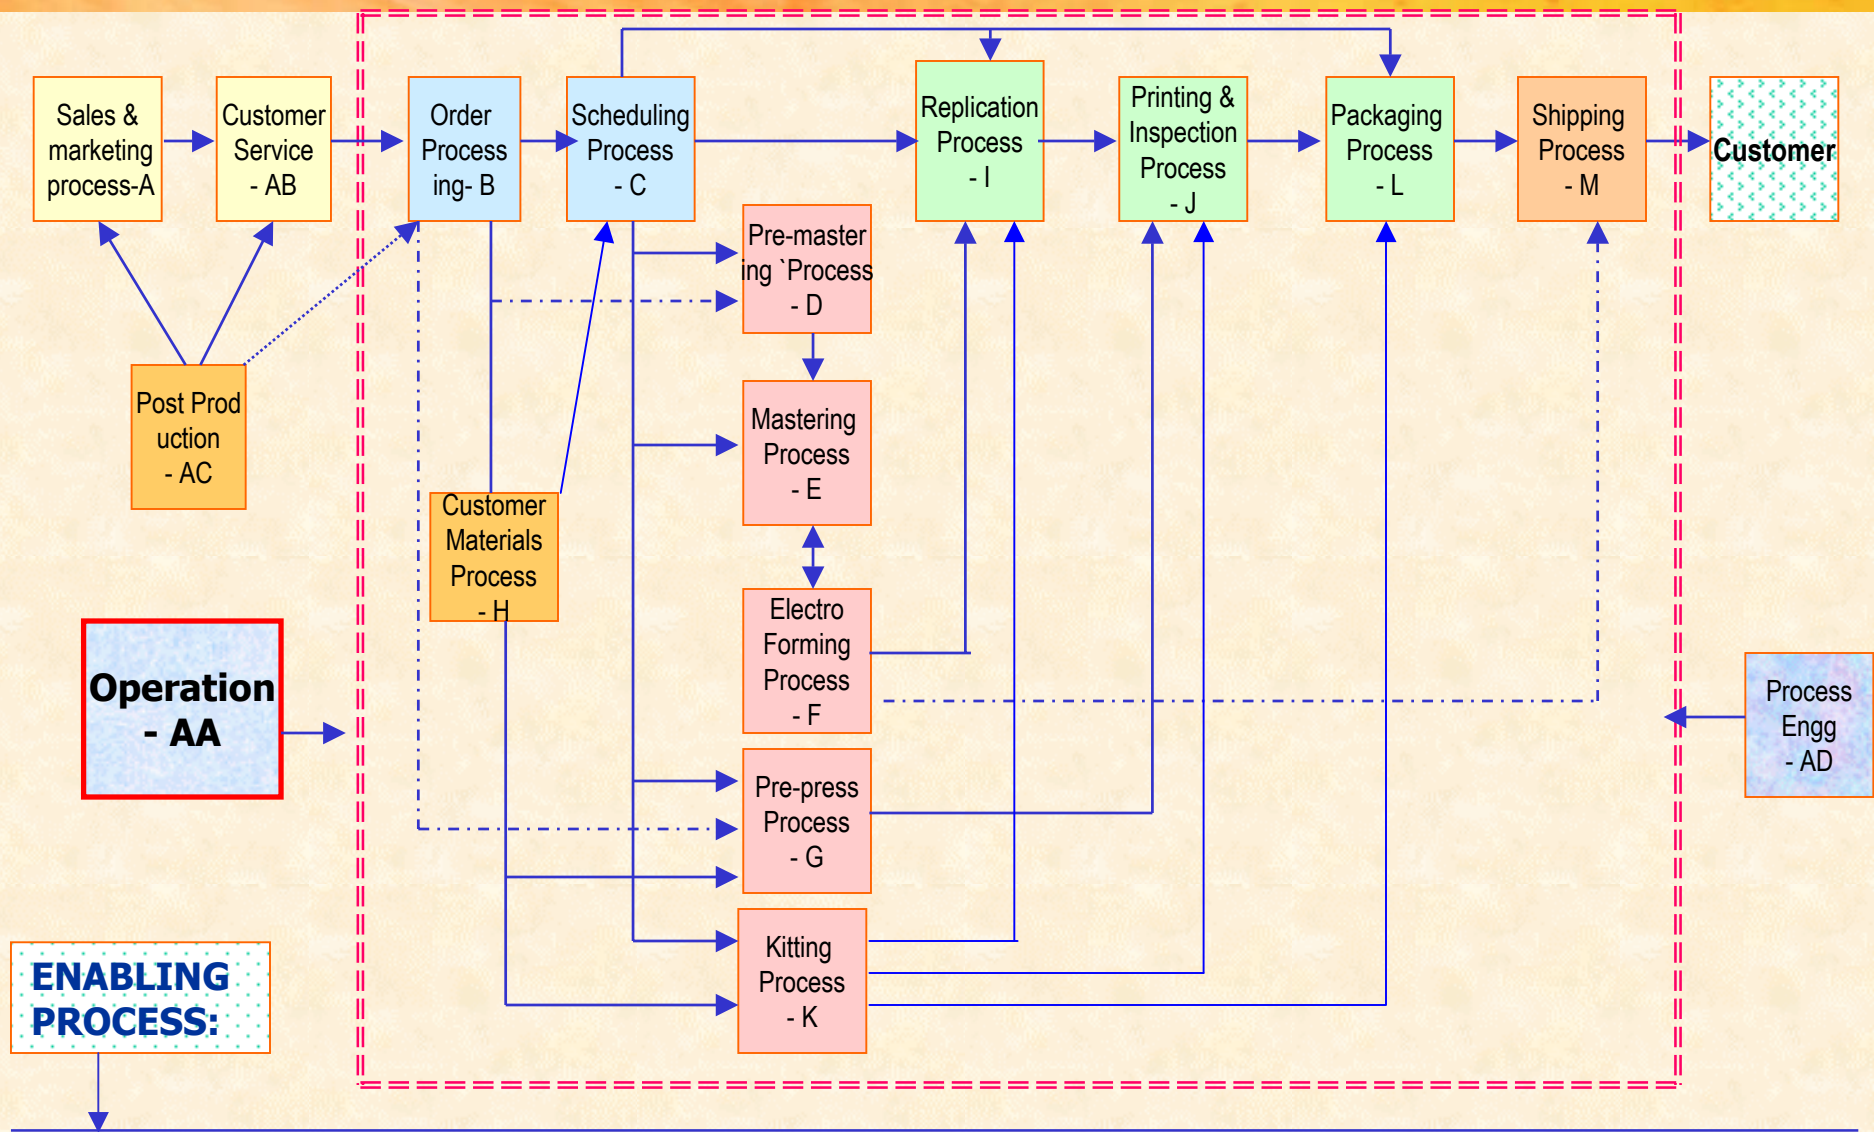 Sales &
marketing
process-A
Customer
Service
- AB
Order
Process
ing- B
Scheduling
Process
- C
Replication
Process
- I
Printing &
Inspection
Process
- J
Packaging
Process
- L
Shipping
Process
- M
Customer
Pre-master
ing `Process
- D
Post Prod
uction
- AC
Mastering
Process
- E
Customer
Materials
Process
- H
Electro
Forming
Process
- F
Operation
- AA
Process
Engg
- AD
Pre-press
Process
- G
Kitting
Process
- K
ENABLING
PROCESS: